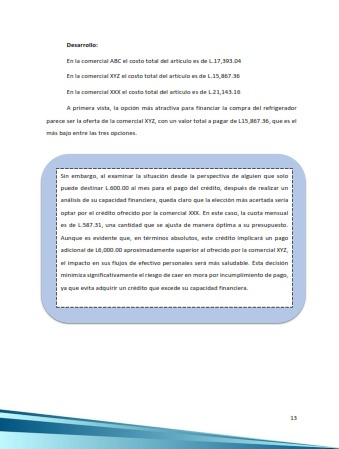 Desarrollo:
En la comercial ABC el costo total del artículo es de L.17,393.04
En la comercial XYZ el costo total del artículo es de L.15,867.36
En la comercial XXX el costo total del artículo es de L.21,143.16
A primera vista, la opción más atractiva para financiar la compra del refrigerador
parece ser la oferta de la comercial XYZ, con un valor total a pagar de L15,867.36, que es el
más bajo entre las tres opciones.
Sin embargo, al examinar la situación desde la perspectiva de alguien que solo
puede destinar L.600.00 al mes para el pago del crédito, después de realizar un
análisis de su capacidad financiera, queda claro que la elección más acertada sería
optar por el crédito ofrecido por la comercial XXX. En este caso, la cuota mensual
es de L.587.31, una cantidad que se ajusta de manera óptima a su presupuesto.
Aunque es evidente que, en términos absolutos, este crédito implicará un pago
adicional de L6,000.00 aproximadamente superior al ofrecido por la comercial XYZ,
el impacto en sus flujos de efectivo personales será más saludable. Esta decisión
minimiza significativamente el riesgo de caer en mora por incumplimiento de pago,
ya que evita adquirir un crédito que excede su capacidad financiera.
13